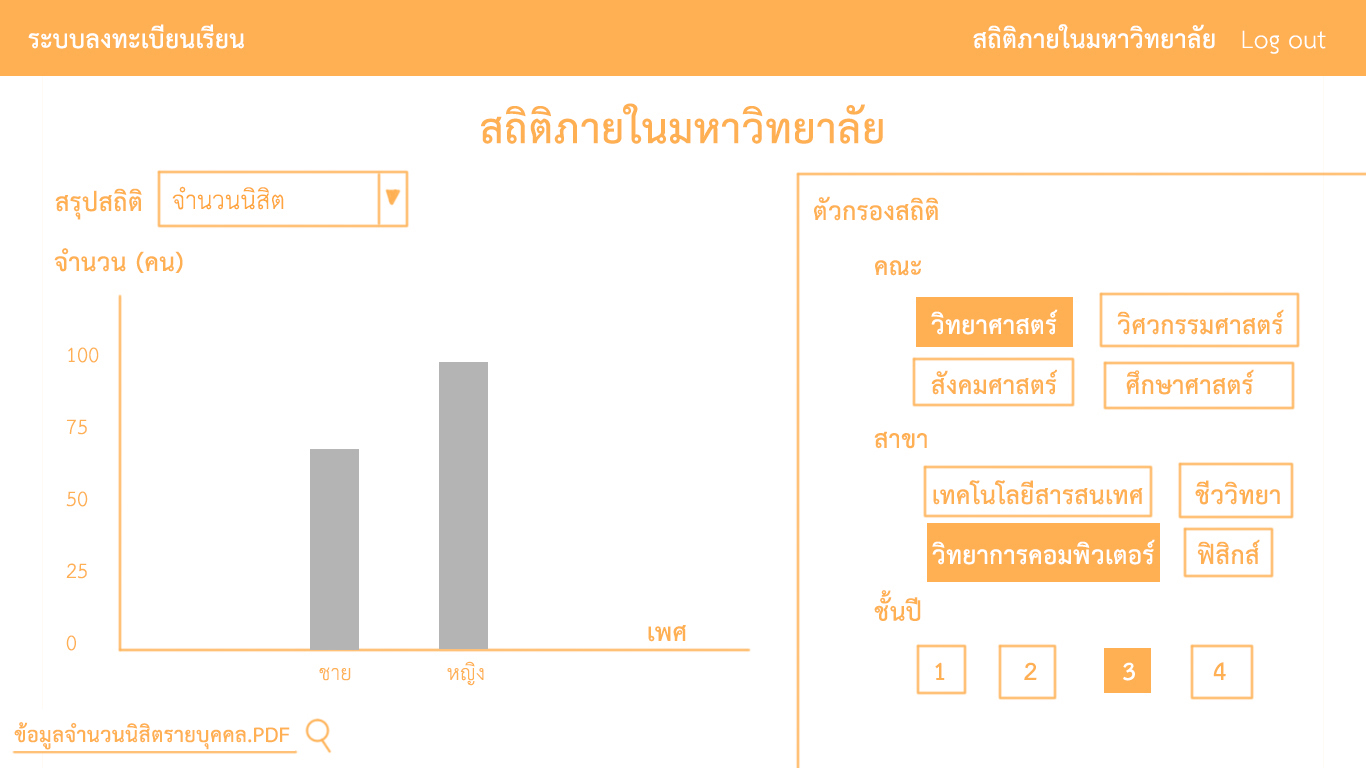 ระบบลงทะเบียนเรียน
สถิติภายในมหาวิทยาลัย Log out
สถิติภายในมหาวิทยาลัย
สรุปสถิติ จำนวนนิสิต
จำนวน (คน)
100
75
50
25
0
ชาย หญิง
เพศ
ข้อมูลจำนวนนิสิตรายบุคคล.PDF
ตัวกรองสถิติ
คณะ
วิทยาศาสตร์ วิศวกรรมศาสตร์
สังคมศาสตร์ ศึกษาศาสตร์
สาขา
เทคโนโลยีสารสนเทศ ชีววิทยา
วิทยาการคอมพิวเตอร์ ฟิสิกส์
ชั้นปี
1 2 3 4